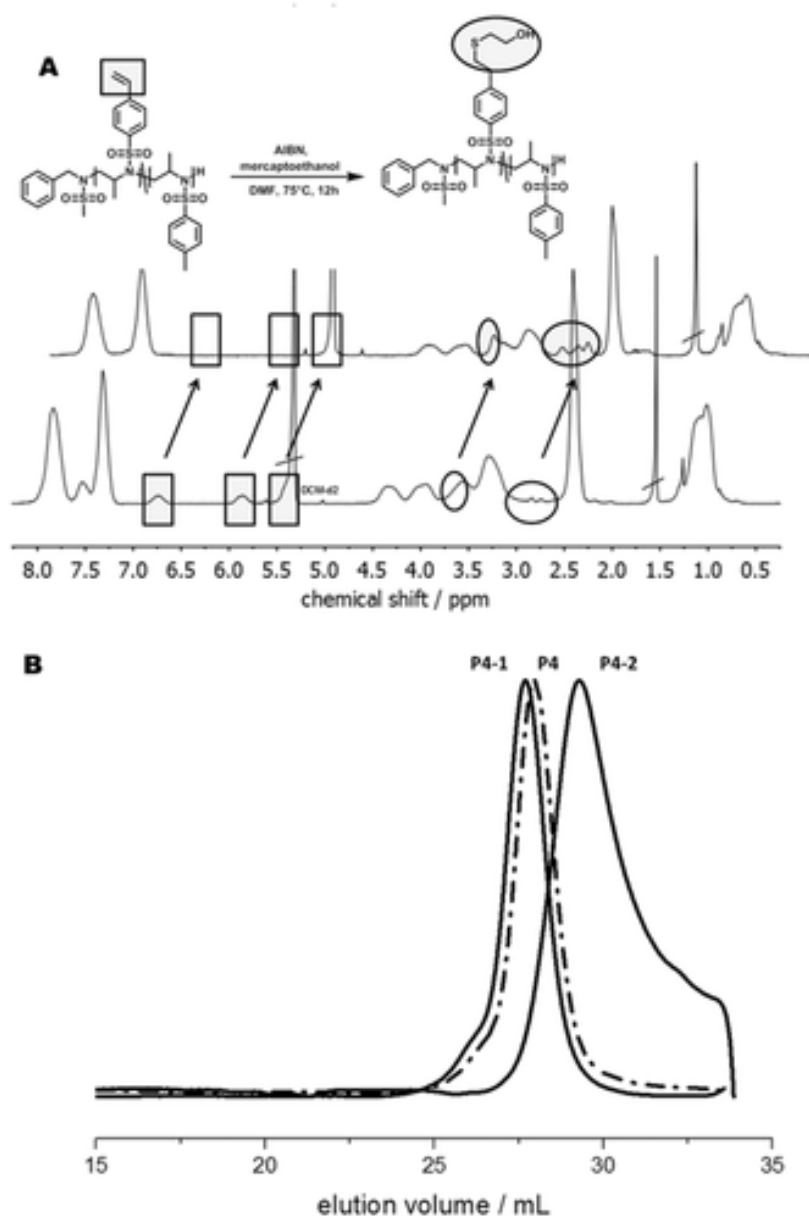 A
OH
S
O=S=O
O=S=O
N
N
N
H
O=S=O
O=S=O
AIBN,
mercaptoethanol
DMF, 75°C, 12h
N
N
N
H
O=S=O
O=S=O
DCM-d2
8.0 7.5 7.0 6.5 6.0 5.5 5.0 4.5 4.0 3.5 3.0 2.5 2.0 1.5 1.0 0.5
chemical shift / ppm
B
P4-1 P4 P4-2
15 20 25 30 35
elution volume / mL